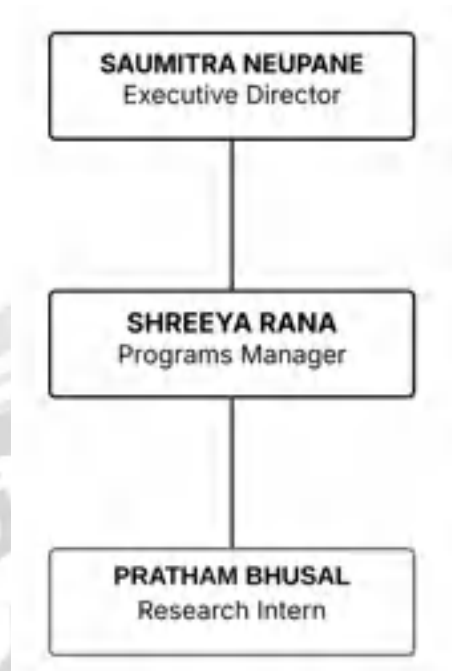 SAUMITRA NEUPANE
Executive Director
SHREEYA RANA
Programs Manager
PRATHAM BHUSAL
Research Intern